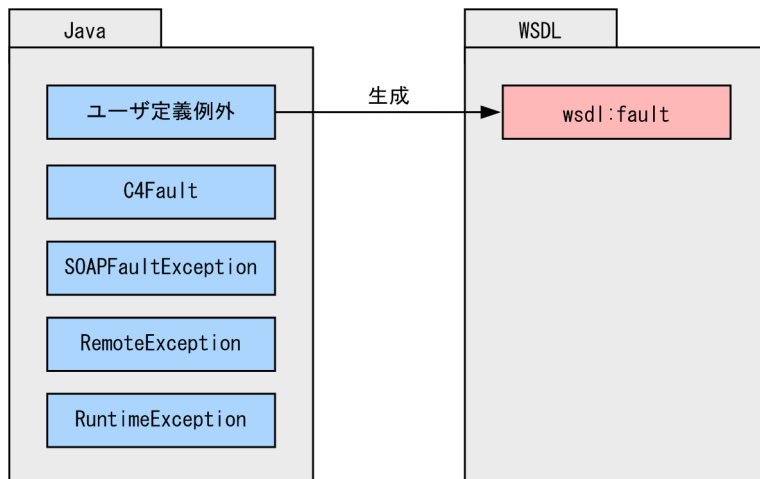 Java
WSDL
ユーザ定義例外
生成
wsdl:fault
C4Fault
SOAPFaultException
RemoteException
RuntimeException